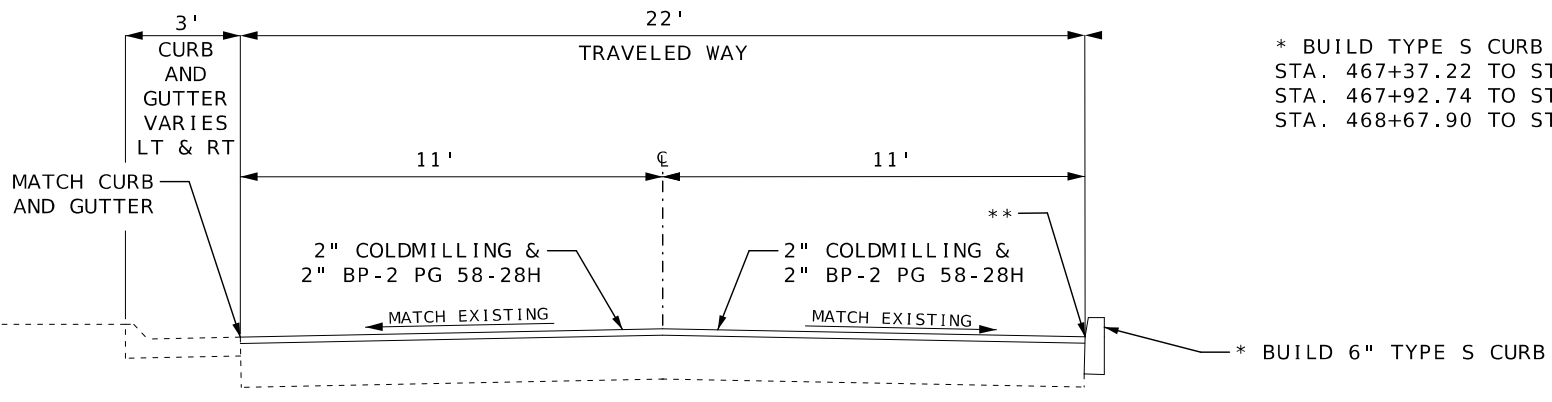 3'
22'
CURB
AND
GUTTER
VARIES
LT & RT
TRAVELED WAY
* BUILD TYPE S CURB
STA. 467+37.22 TO ST
STA. 467+92.74 TO ST
STA. 468+67.90 TO ST
11'
℄
11'
MATCH CURB
AND GUTTER
**
2" COLDMILLING &
2" BP-2 PG 58-28H
2" COLDMILLING &
2" BP-2 PG 58-28H
MATCH EXISTING
MATCH EXISTING
* BUILD 6" TYPE S CURB